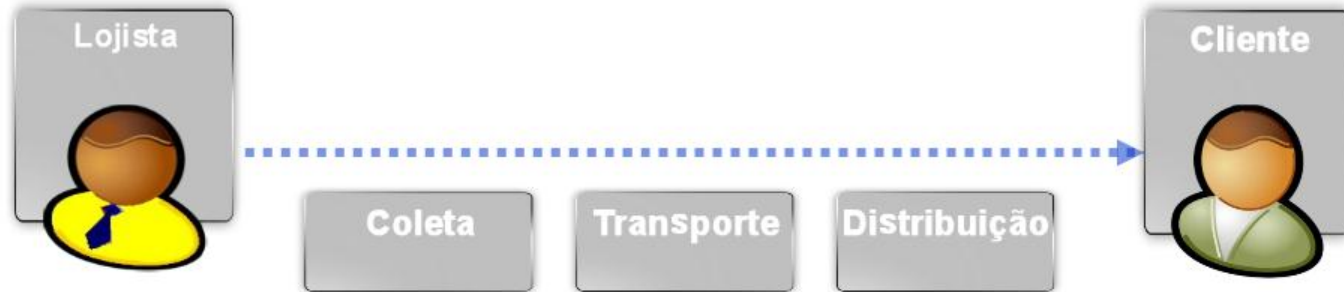 Lojista
Cliente
Coleta
Transporte
Distribuição